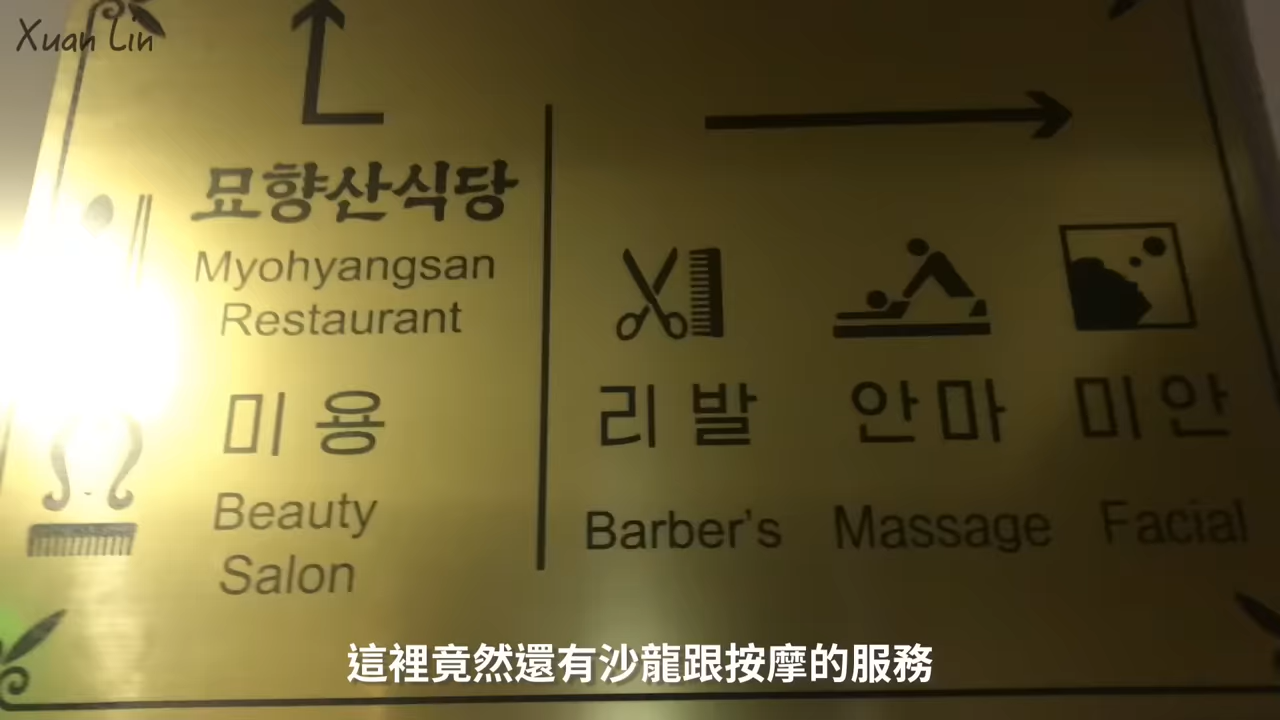 Xuan Lin
묘향산식당
Myohyangsan
Restaurant
미용
Beauty
Salon
리발 안마 미안
Barber's Massage Facial
這裡竟然還有沙龍跟按摩的服務